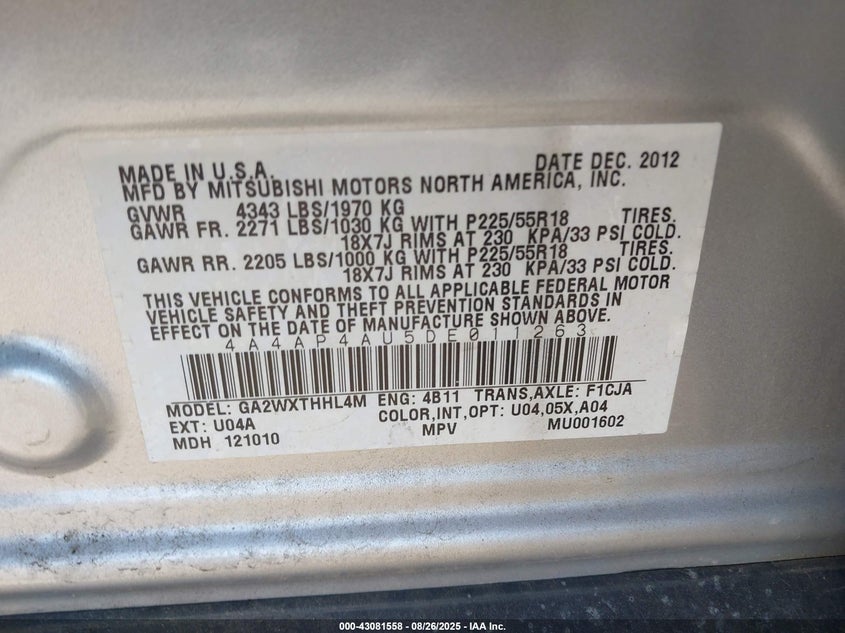 MADE IN U.S.A. DATE DEC. 2012
MFD BY MITSUBISHI MOTORS NORTH AMERICA, INC.
GVWR 4343 LBS/1970 KG
GAWR FR. 2271 LBS/1030 KG WITH P225/55R18 TIRES.
18X7J RIMS AT 230 KPA/33 PSI COLD.
GAWR RR. 2205 LBS/1000 KG WITH P225/55R18 TIRES.
18X7J RIMS AT 230 KPA/33 PSI COLD.
THIS VEHICLE CONFORMS TO ALL APPLICABLE FEDERAL MOTOR
VEHICLE SAFETY AND THEFT PREVENTION STANDARDS IN
EFFECT ON THE DATE OF MANUFACTURE SHOWN ABOVE.
4A4AP4AU5DE011263
MODEL: GA2WXTHHL4M ENG: 4B11 TRANS,AXLE: F1CJA
EXT: U04A COLOR,INT,OPT: U04,05X,A04
MDH 121010 MPV MU001602
000-43081558 - 08/26/2025 - IAA Inc.